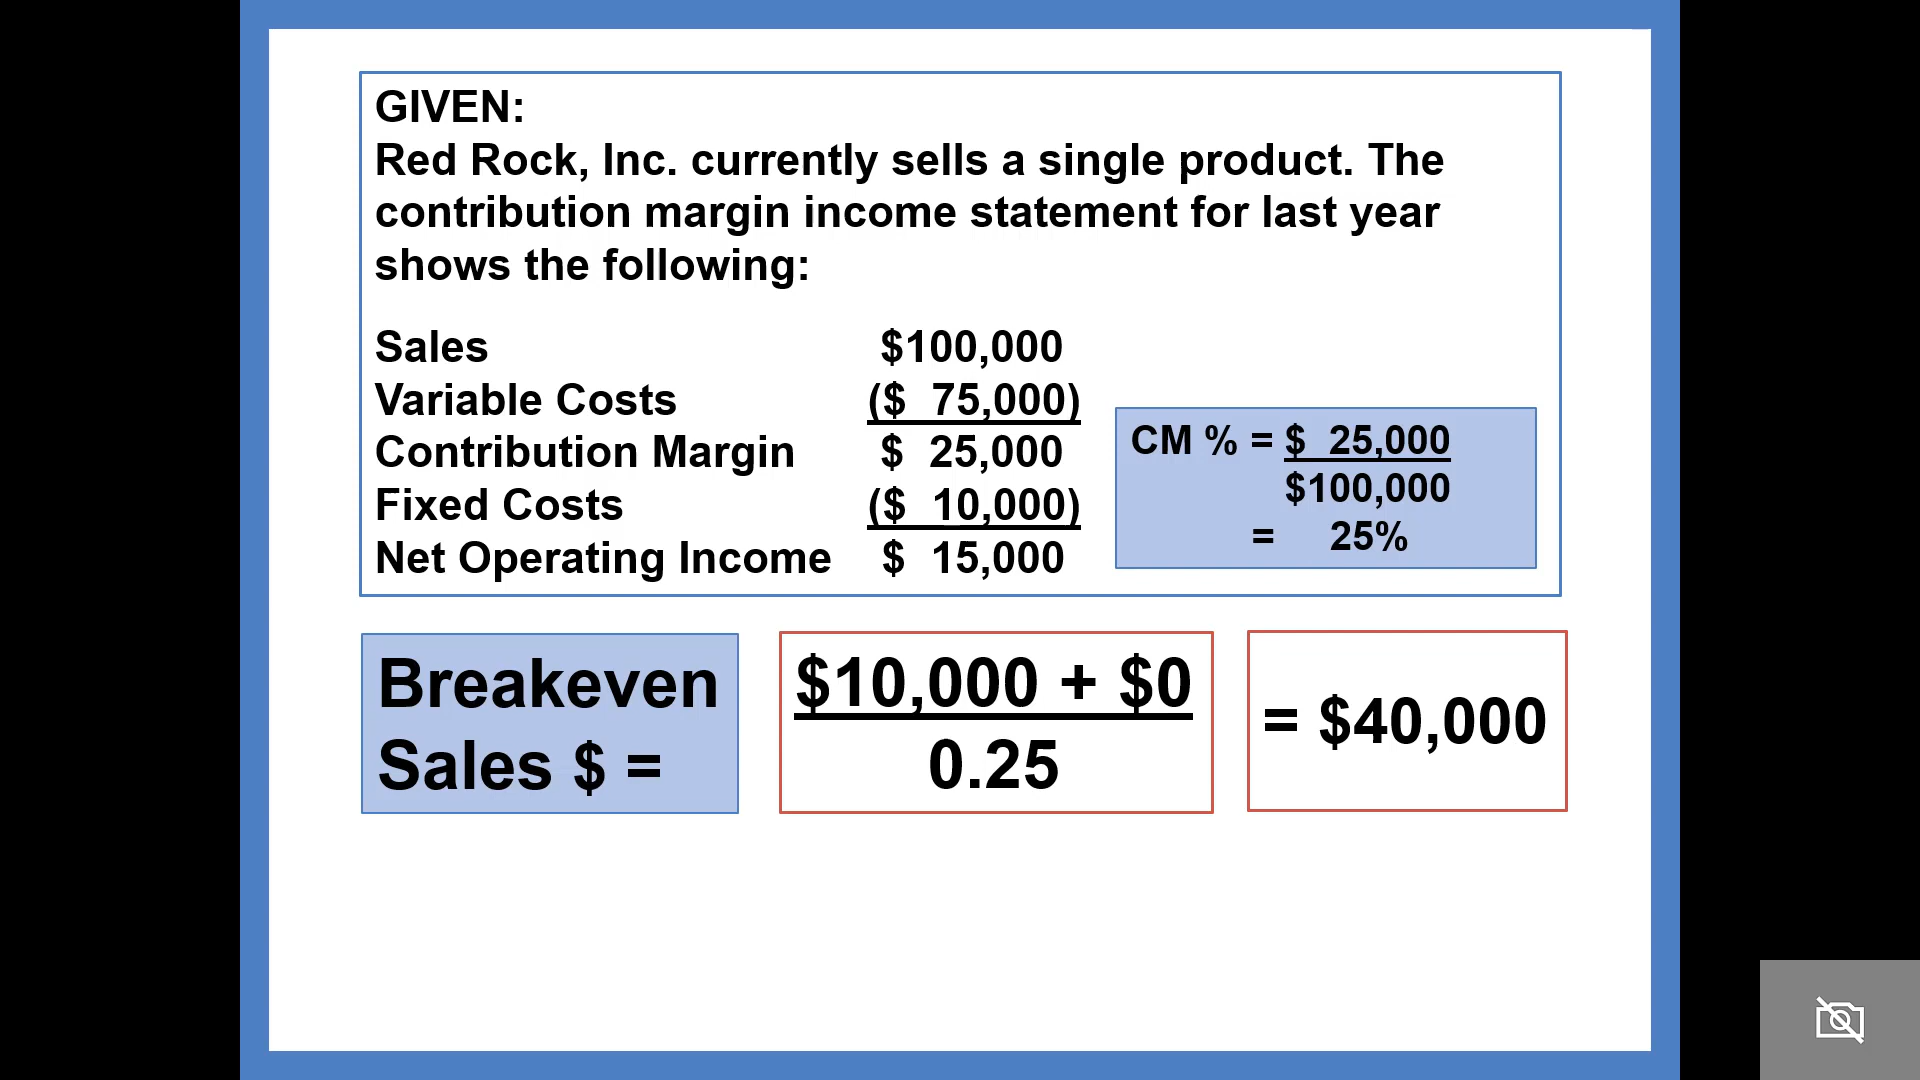 GIVEN:
Red Rock, Inc. currently sells a single product. The
contribution margin income statement for last year
shows the following:
Sales $100,000
Variable Costs ($ 75,000)
Contribution Margin $ 25,000
Fixed Costs ($ 10,000)
Net Operating Income $ 15,000
CM % = $ 25,000
$100,000
= 25%
Breakeven
Sales $ =
$10,000 + $0
0.25
= $40,000